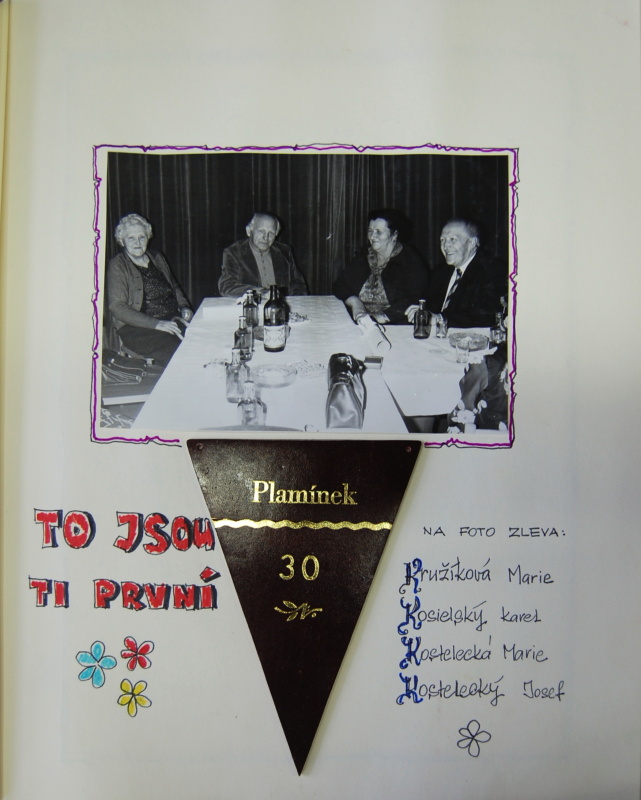 Plamínek
30
TO JSOU
TI PRVNÍ
NA FOTO ZLEVA:
Kružíková Marie
Kosielský Karel
Kostelecká Marie
Kostelecký Josef